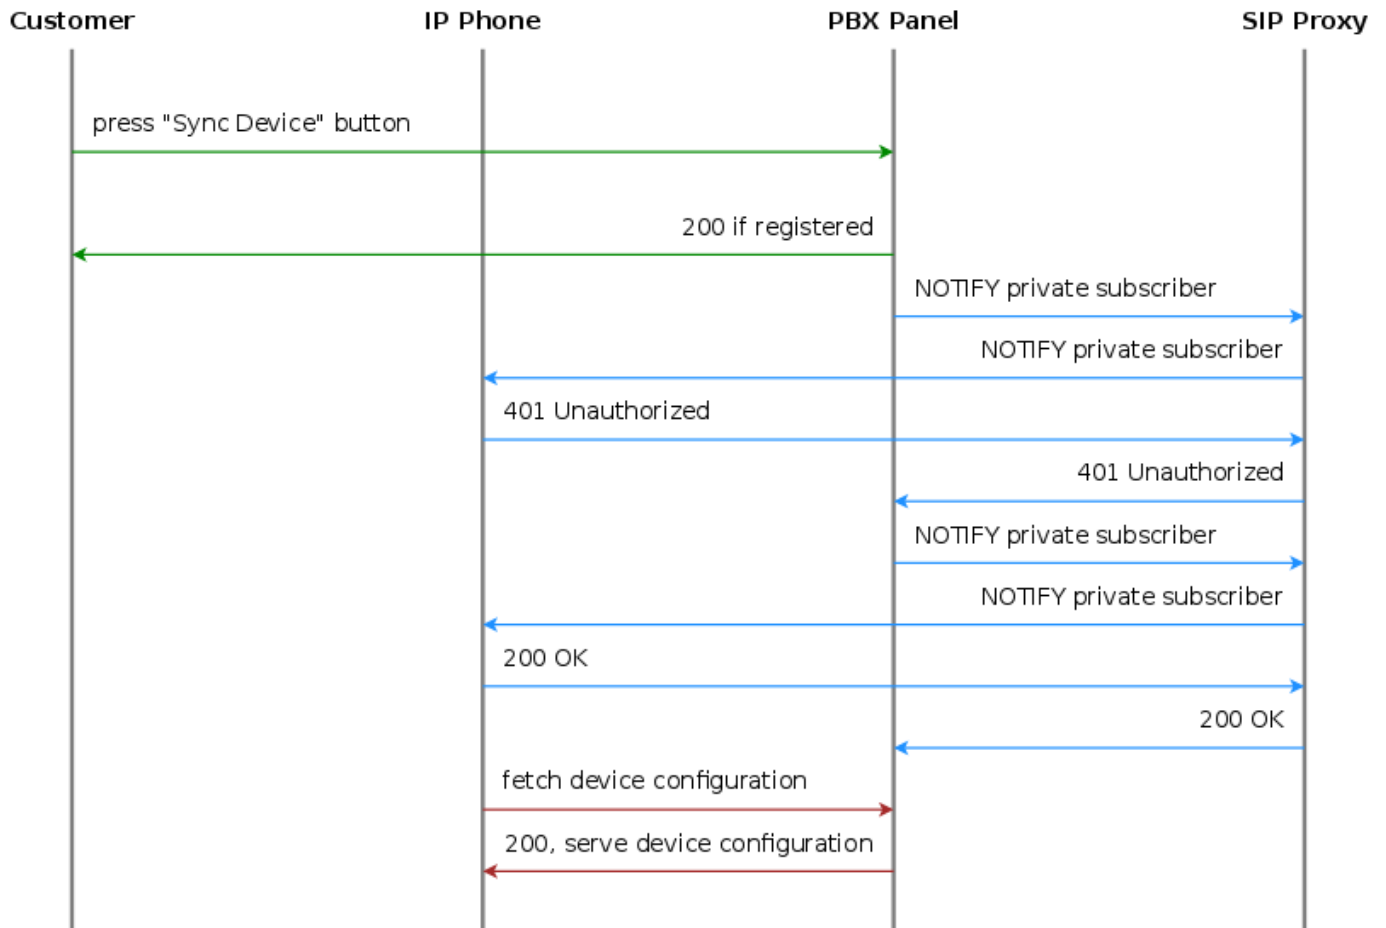 Customer IP Phone PBX Panel SIP Proxy
press "Sync Device" button
200 if registered
NOTIFY private subscriber
NOTIFY private subscriber
401 Unauthorized
401 Unauthorized
NOTIFY private subscriber
NOTIFY private subscriber
200 OK
200 OK
fetch device configuration
200, serve device configuration